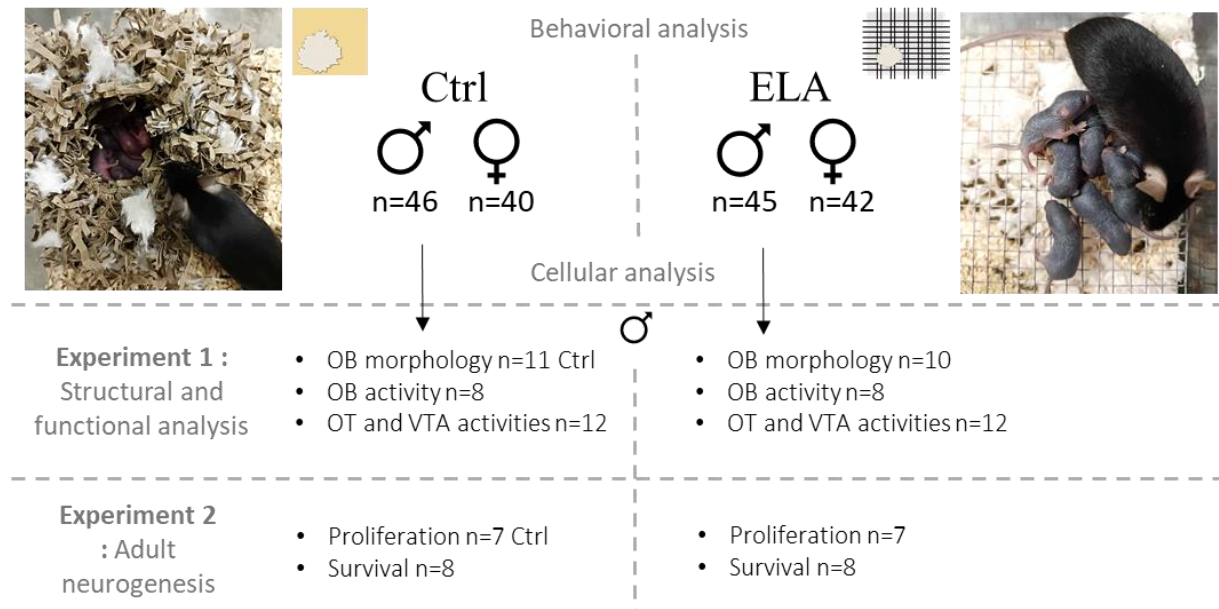 Behavioral analysis
Ctrl
ELA
n=46
n=40
n=45
n=42
Cellular analysis
Experiment 1 :
Structural and
functional analysis
• OB morphology n=11 Ctrl
• OB activity n=8
• OT and VTA activities n=12
• OB morphology n=10
• OB activity n=8
• OT and VTA activities n=12
Experiment 2
: Adult
neurogenesis
• Proliferation n=7 Ctrl
• Survival n=8
• Proliferation n=7
• Survival n=8